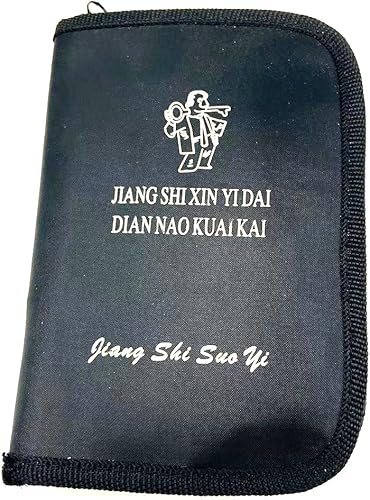 JIANG SHI XIN YI DAI
DIAN NAO KUAI KAI
Jiang Shi Suo Yi